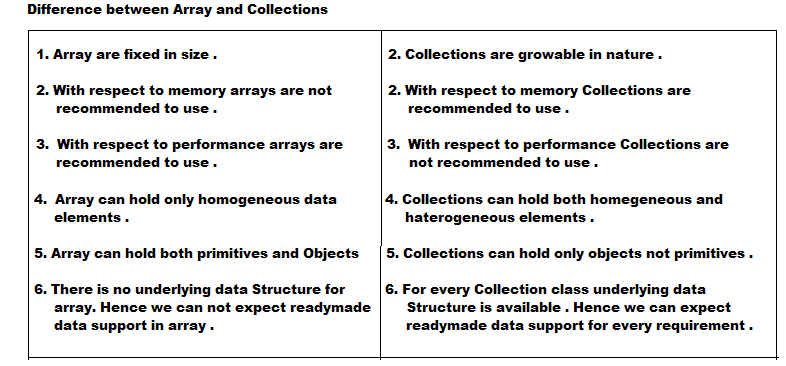 Difference between Array and Collections
1. Array are fixed in size .
2. With respect to memory arrays are not
recommended to use .
3. With respect to performance arrays are
recommended to use .
4. Array can hold only homogeneous data
elements .
5. Array can hold both primitives and Objects
6. There is no underlying data Structure for
array. Hence we can not expect readymade
data support in array .
2. Collections are growable in nature .
2. With respect to memory Collections are
recommended to use .
3. With respect to performance Collections are
not recommended to use .
4. Collections can hold both homegeneous and
haterogeneous elements .
5. Collections can hold only objects not primitives .
6. For every Collection class underlying data
Structure is available . Hence we can expect
readymade data support for every requirement .